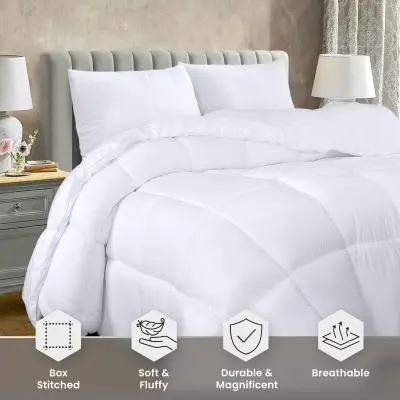 Box
Stitched
Soft &
Fluffy
Durable &
Magnificent
Breathable